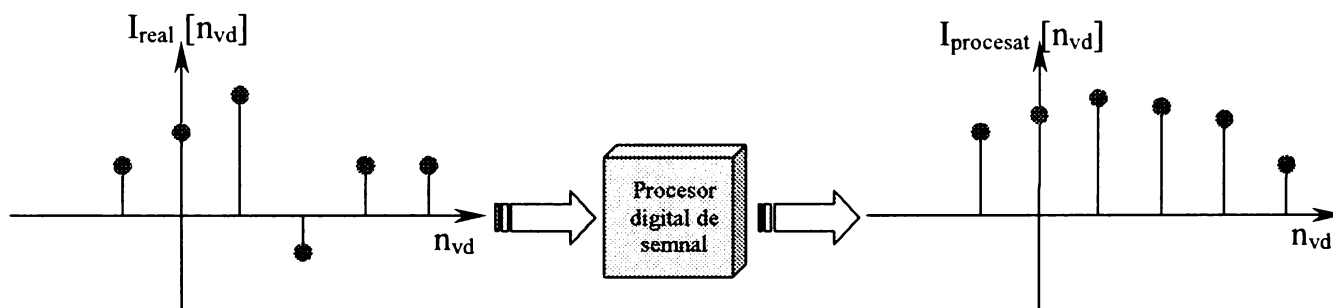 I_real [n_vd]
n_vd
Procesor
digital de
semnal
I_procesat [n_vd]
n_vd